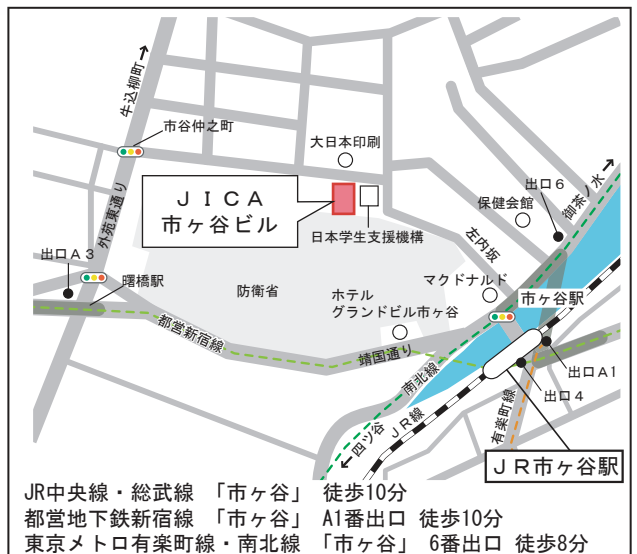 牛込柳町
市谷仲之町
大日本印刷
JICA
市ヶ谷ビル
日本学生支援機構
保健会館
出口6
御茶ノ水
外苑東通り
左内坂
出口A3
曙橋駅
防衛省
マクドナルド
ホテル
グランドビル市ヶ谷
市ヶ谷駅
都営新宿線
靖国通り
南北線
出口A1
出口4
四ツ谷
JR線
有楽町線
JR市ヶ谷駅
JR中央線・総武線 「市ヶ谷」 徒歩10分
都営地下鉄新宿線 「市ヶ谷」 A1番出口 徒歩10分
東京メトロ有楽町線・南北線 「市ヶ谷」 6番出口 徒歩8分